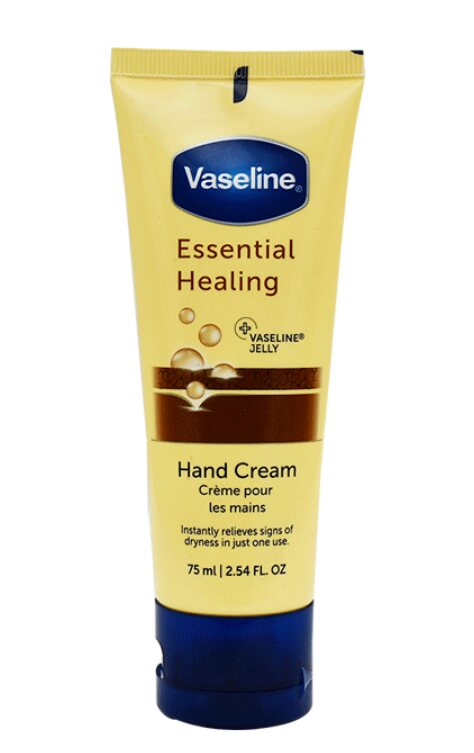 Vaseline®
Essential
Healing
VASELINE®
JELLY
Hand Cream
Crème pour
les mains
Instantly relieves signs of
dryness in just one use.
75 ml | 2.54 FL. OZ